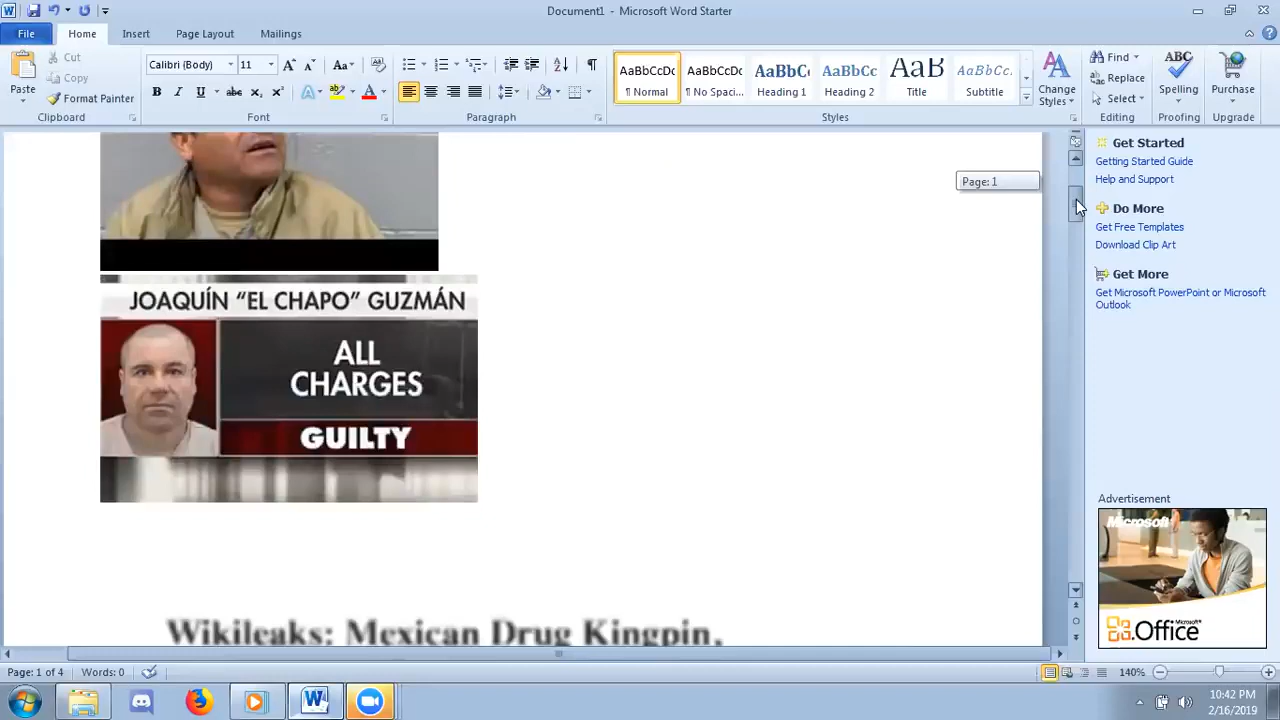 Document1 - Microsoft Word Starter
File
Home
Insert
Page Layout
Mailings
Paste
Cut
Copy
Format Painter
Clipboard
Calibri (Body)
11
Font
Paragraph
AaBbCcDc
¶ Normal
AaBbCcDc
¶ No Spaci...
AaBbC
Heading 1
AaBbCc
Heading 2
AaB
Title
AaBbCcD
Subtitle
Styles
Change
Styles
Find
Replace
Select
Editing
ABC
Spelling
Proofing
Purchase
Upgrade
Page: 1
Get Started
Getting Started Guide
Help and Support
Do More
Get Free Templates
Download Clip Art
Get More
Get Microsoft PowerPoint or Microsoft
Outlook
JOAQUÍN “EL CHAPO” GUZMÁN
ALL
CHARGES
GUILTY
Wikileaks: Mexican Drug Kingpin,
Advertisement
Microsoft
Office
Page: 1 of 4
Words: 0
140%
10:42 PM
2/16/2019